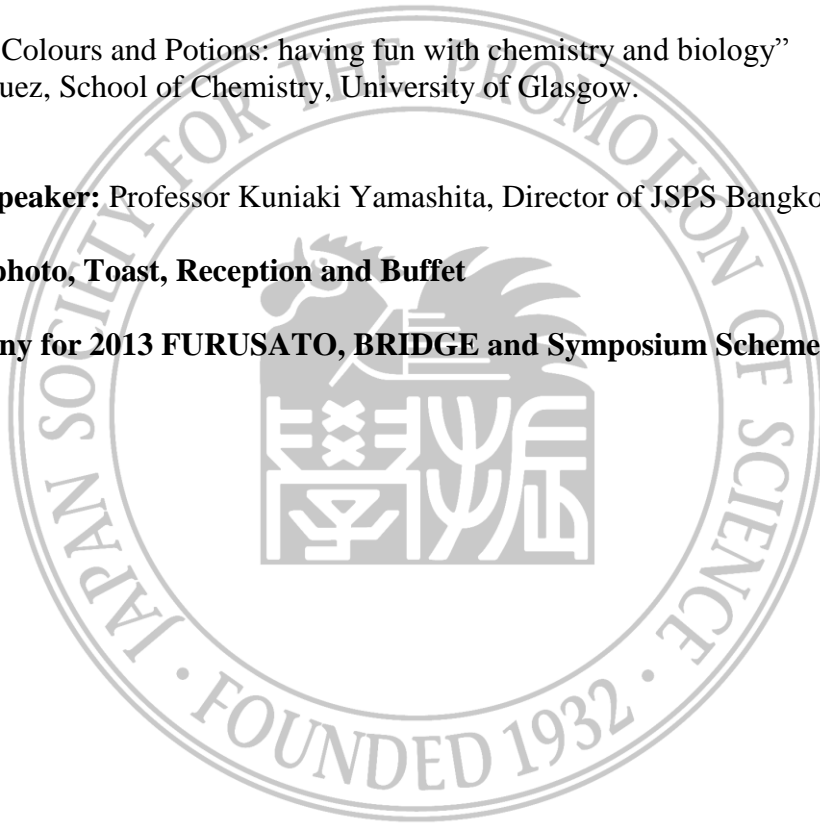 Colours and Potions: having fun with chemistry and biology”
uez, School of Chemistry, University of Glasgow.
peaker: Professor Kuniaki Yamashita, Director of JSPS Bangko
photo, Toast, Reception and Buffet
ny for 2013 FURUSATO, BRIDGE and Symposium Scheme
JAPAN SOCIETY FOR THE PROMOTION OF SCIENCE
· FOUNDED 1932 ·
學振